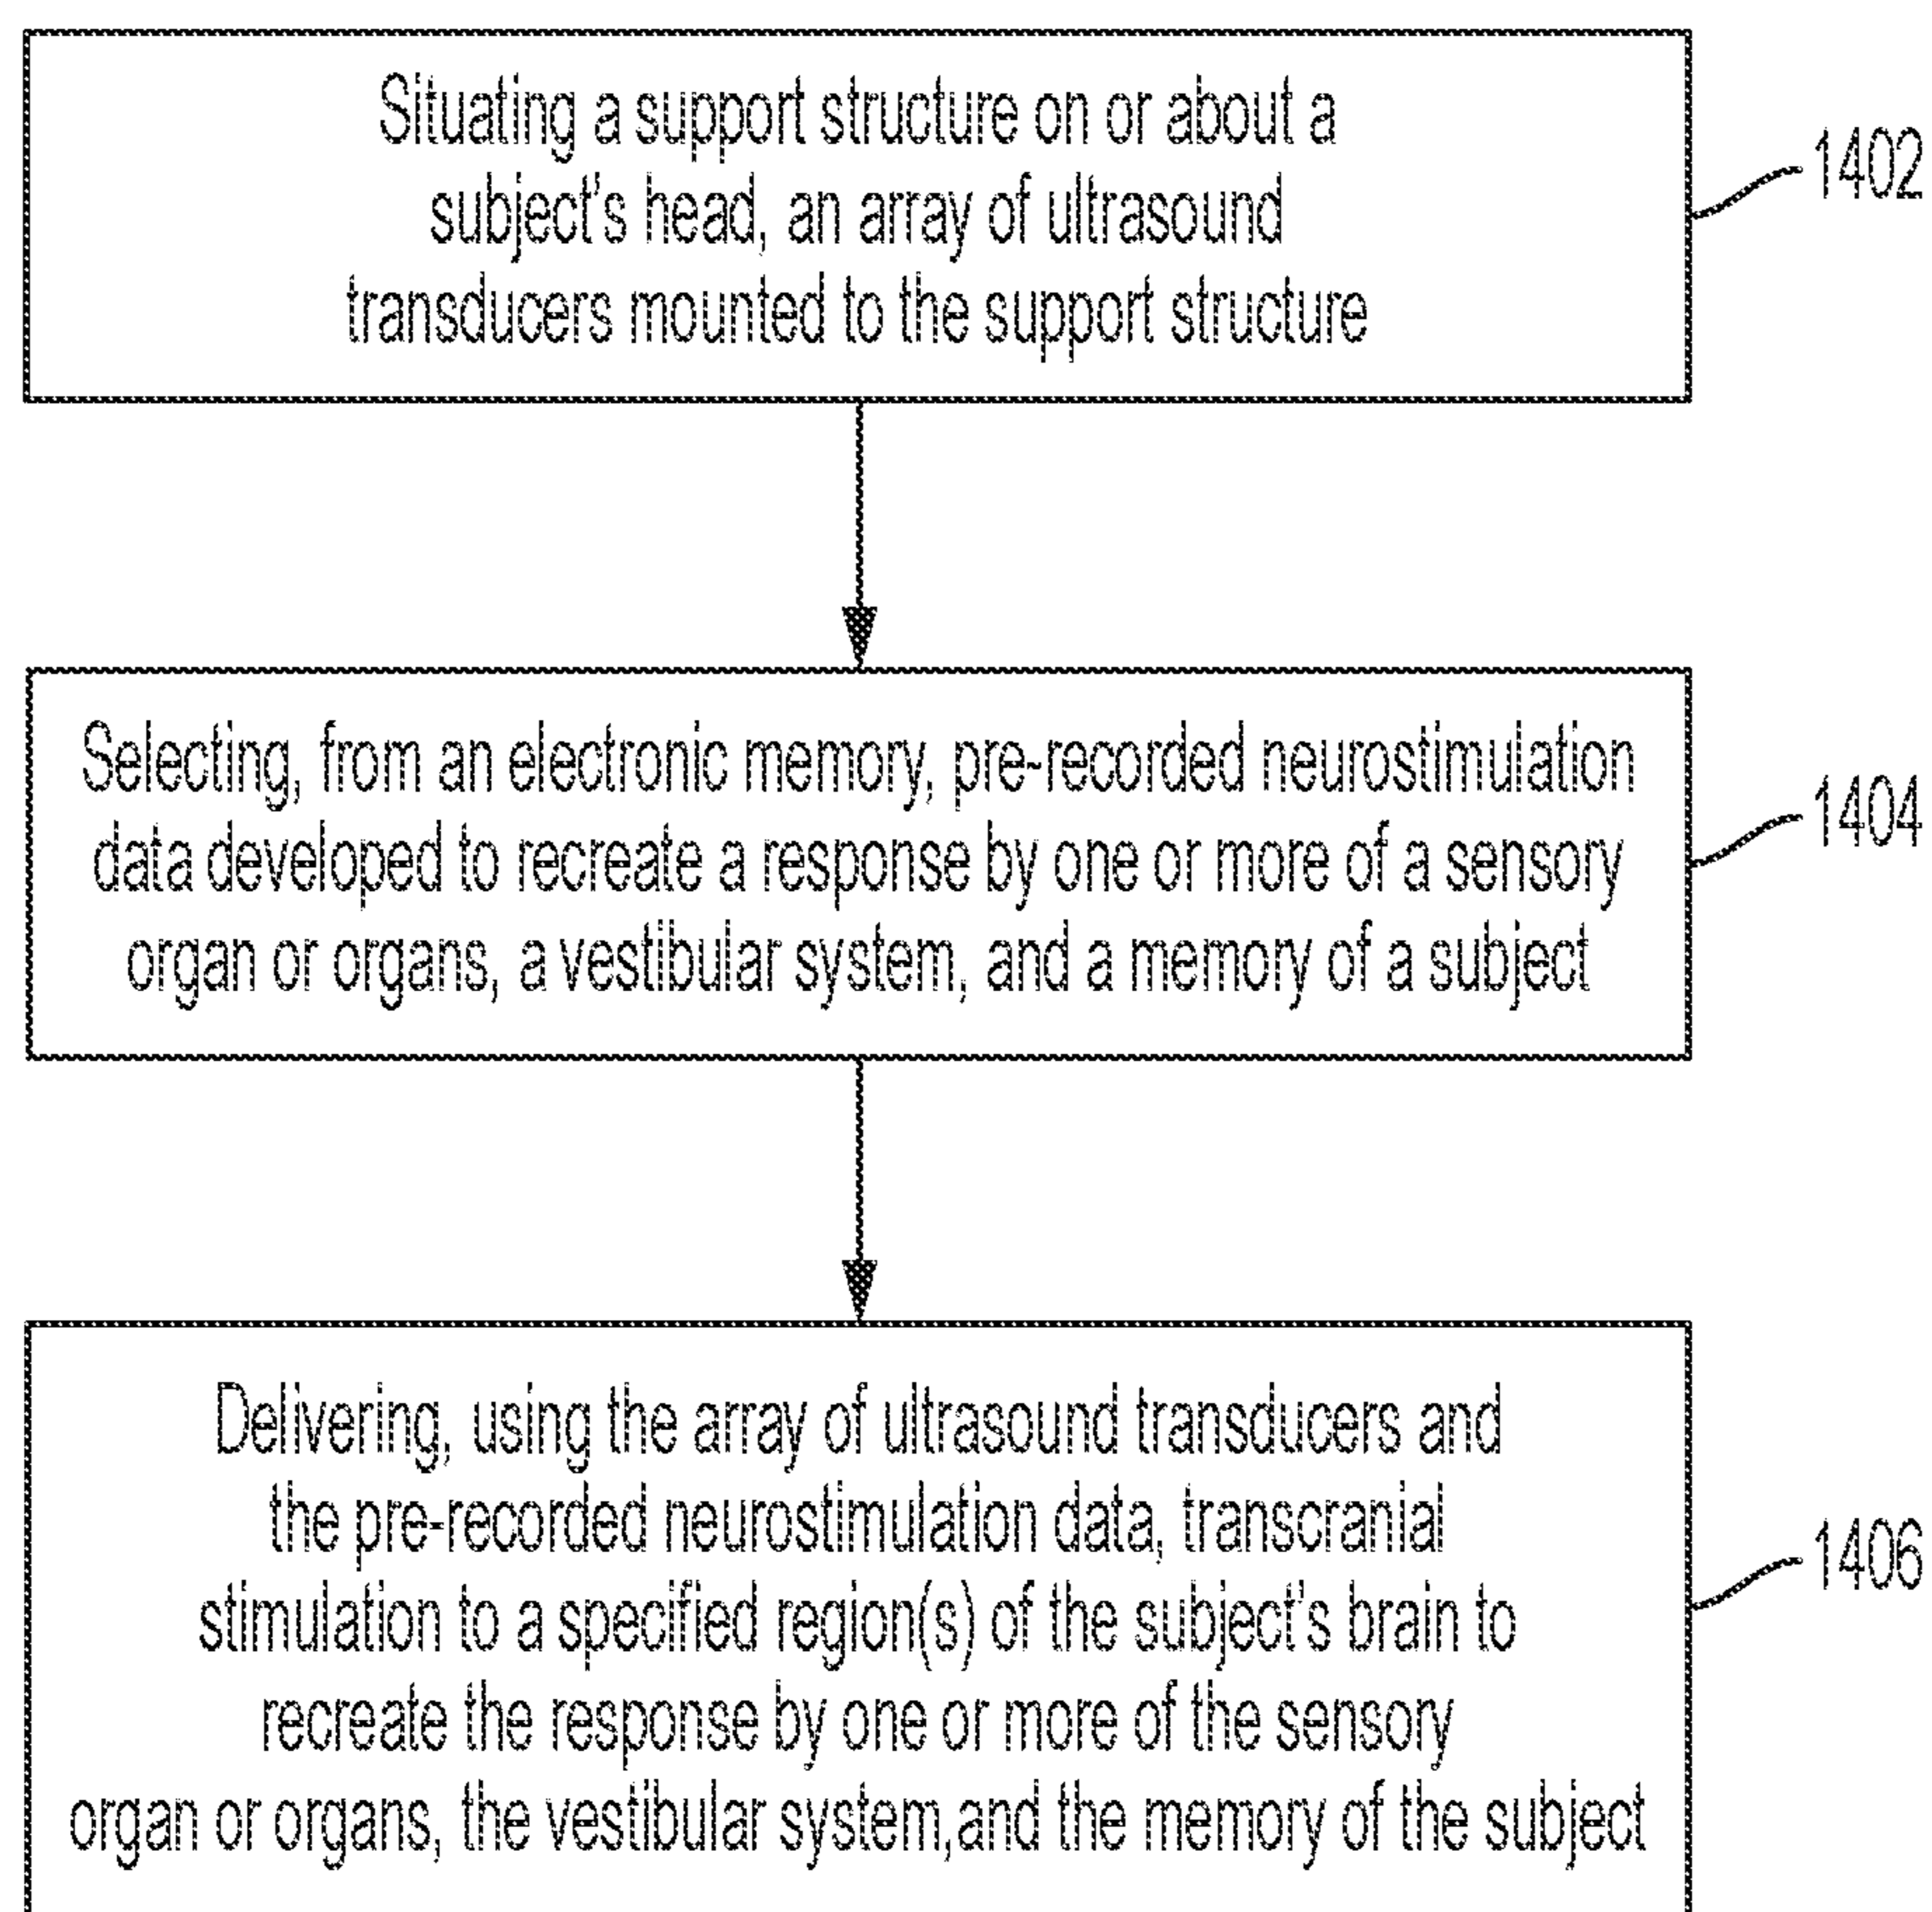 Situating a support structure on or about a
subject's head, an array of ultrasound
transducers mounted to the support structure
1402
Selecting, from an electronic memory, pre-recorded neurostimulation
data developed to recreate a response by one or more of a sensory
organ or organs, a vestibular system, and a memory of a subject
1404
Delivering, using the array of ultrasound transducers and
the pre-recorded neurostimulation data, transcranial
stimulation to a specified region(s) of the subject's brain to
recreate the response by one or more of the sensory
organ or organs, the vestibular system,and the memory of the subject
1406